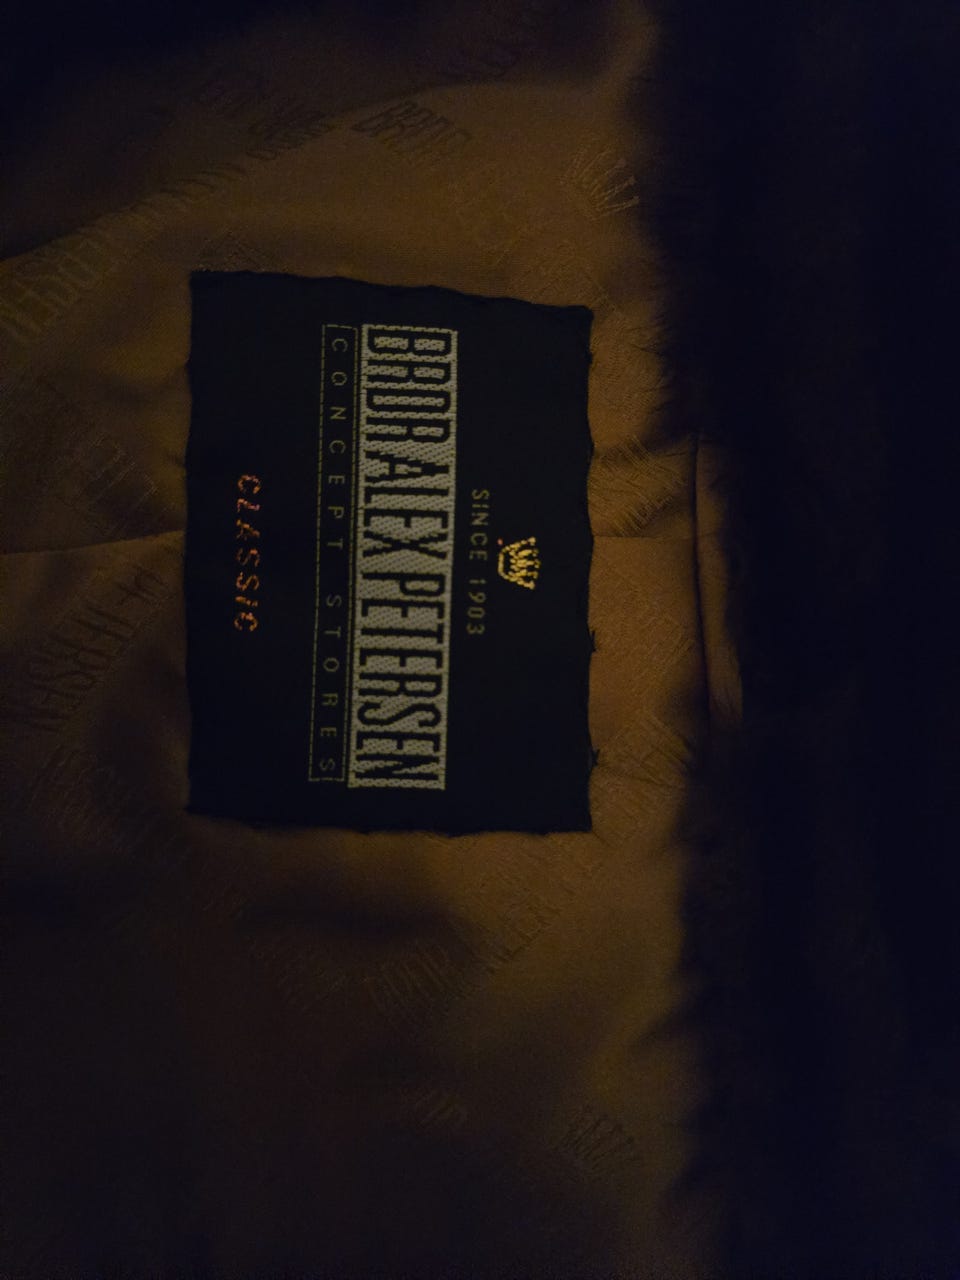 SINCE 1903
BRDR ALEX PETERSEN
CONCEPT STORES
CLASSIC